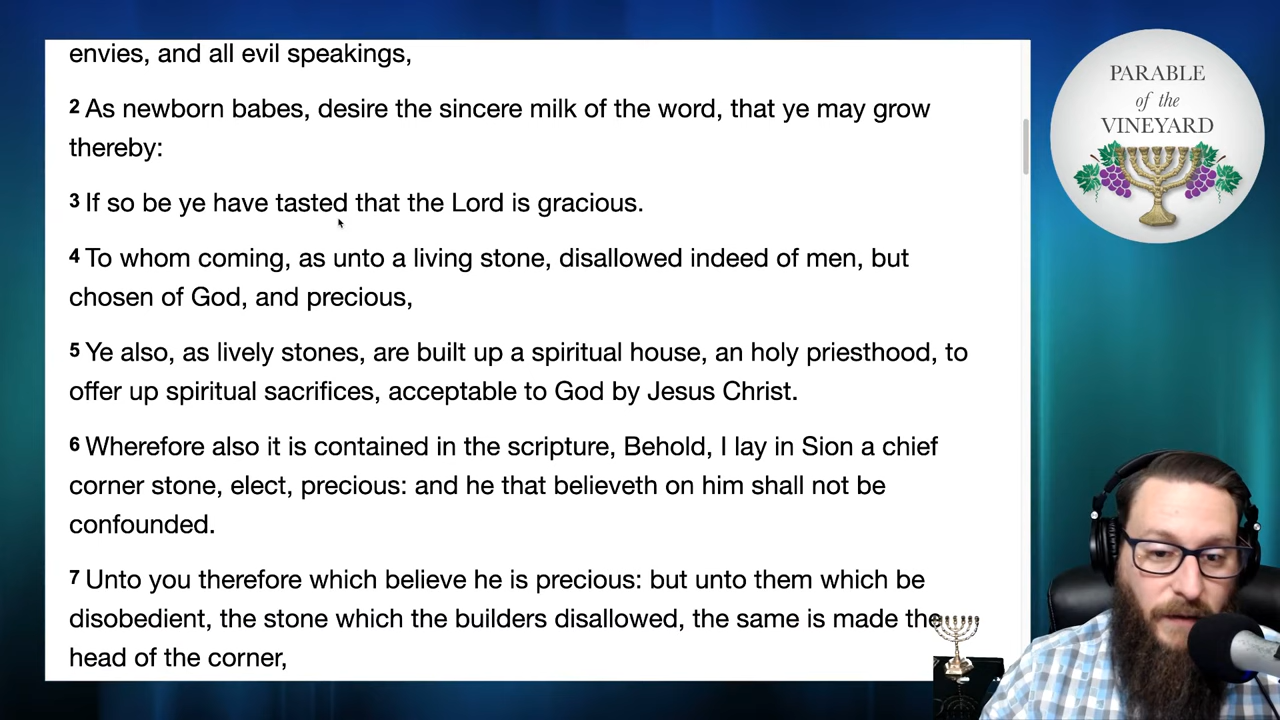 envies, and all evil speakings,
2 As newborn babes, desire the sincere milk of the word, that ye may grow
thereby:
3 If so be ye have tasted that the Lord is gracious.
4 To whom coming, as unto a living stone, disallowed indeed of men, but
chosen of God, and precious,
5 Ye also, as lively stones, are built up a spiritual house, an holy priesthood, to
offer up spiritual sacrifices, acceptable to God by Jesus Christ.
6 Wherefore also it is contained in the scripture, Behold, I lay in Sion a chief
corner stone, elect, precious: and he that believeth on him shall not be
confounded.
7 Unto you therefore which believe he is precious: but unto them which be
disobedient, the stone which the builders disallowed, the same is made the
head of the corner,
PARABLE
of the
VINEYARD